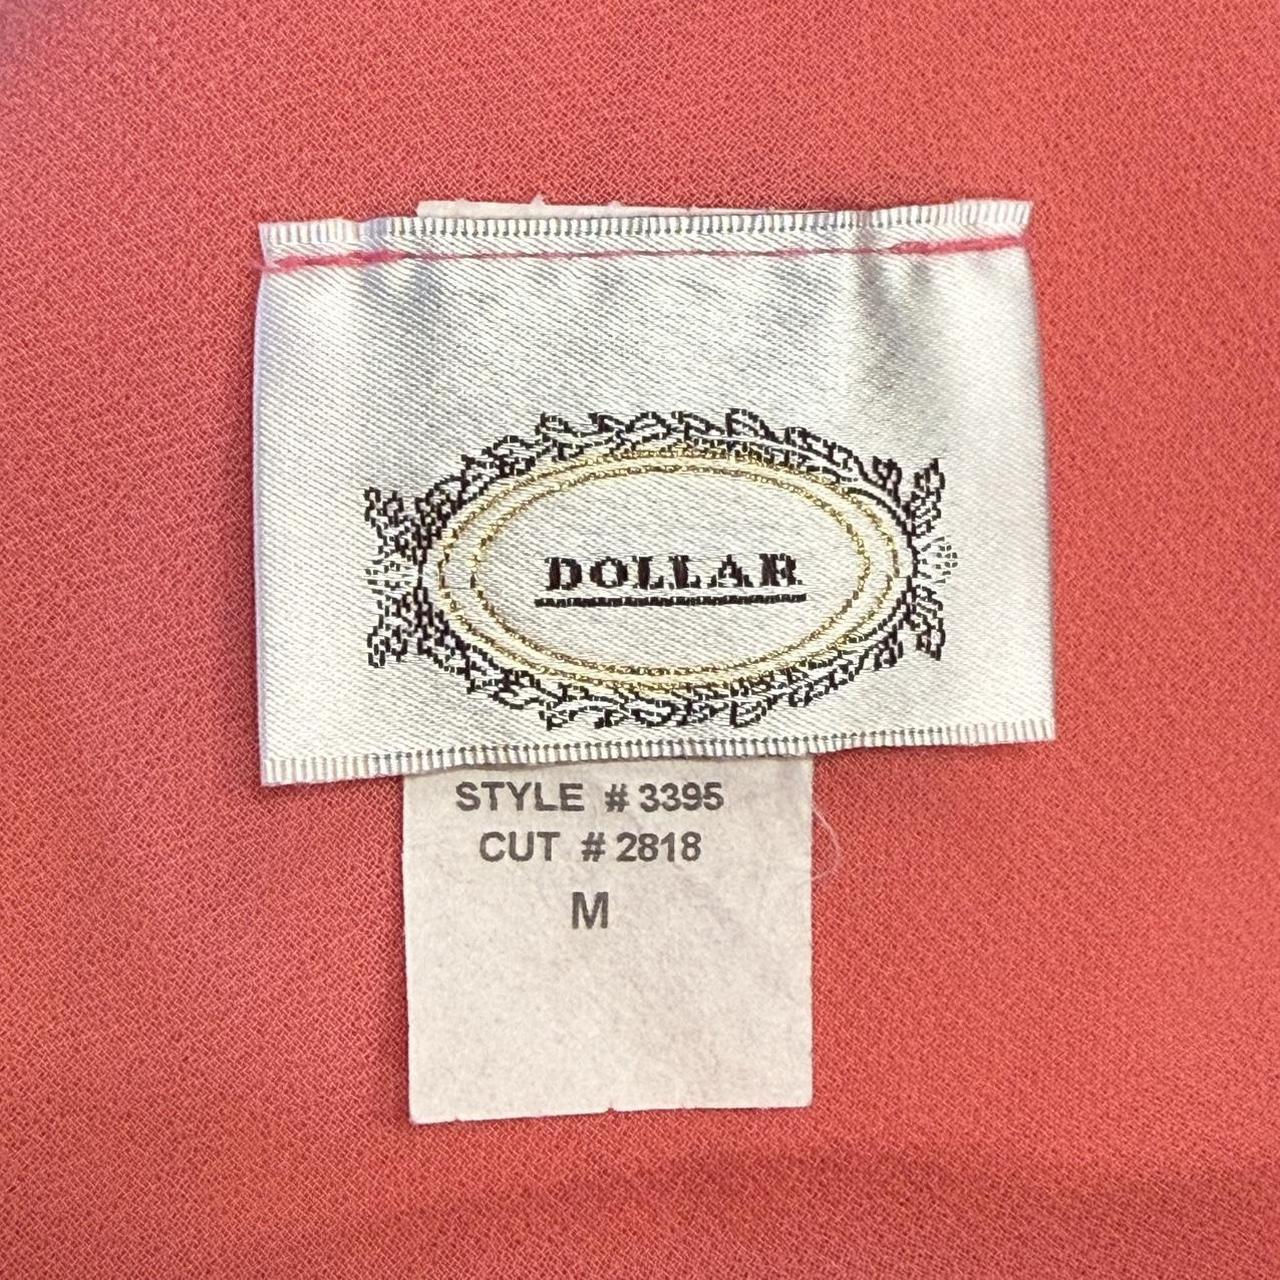 DOLLAR
STYLE # 3395
CUT # 2818
M